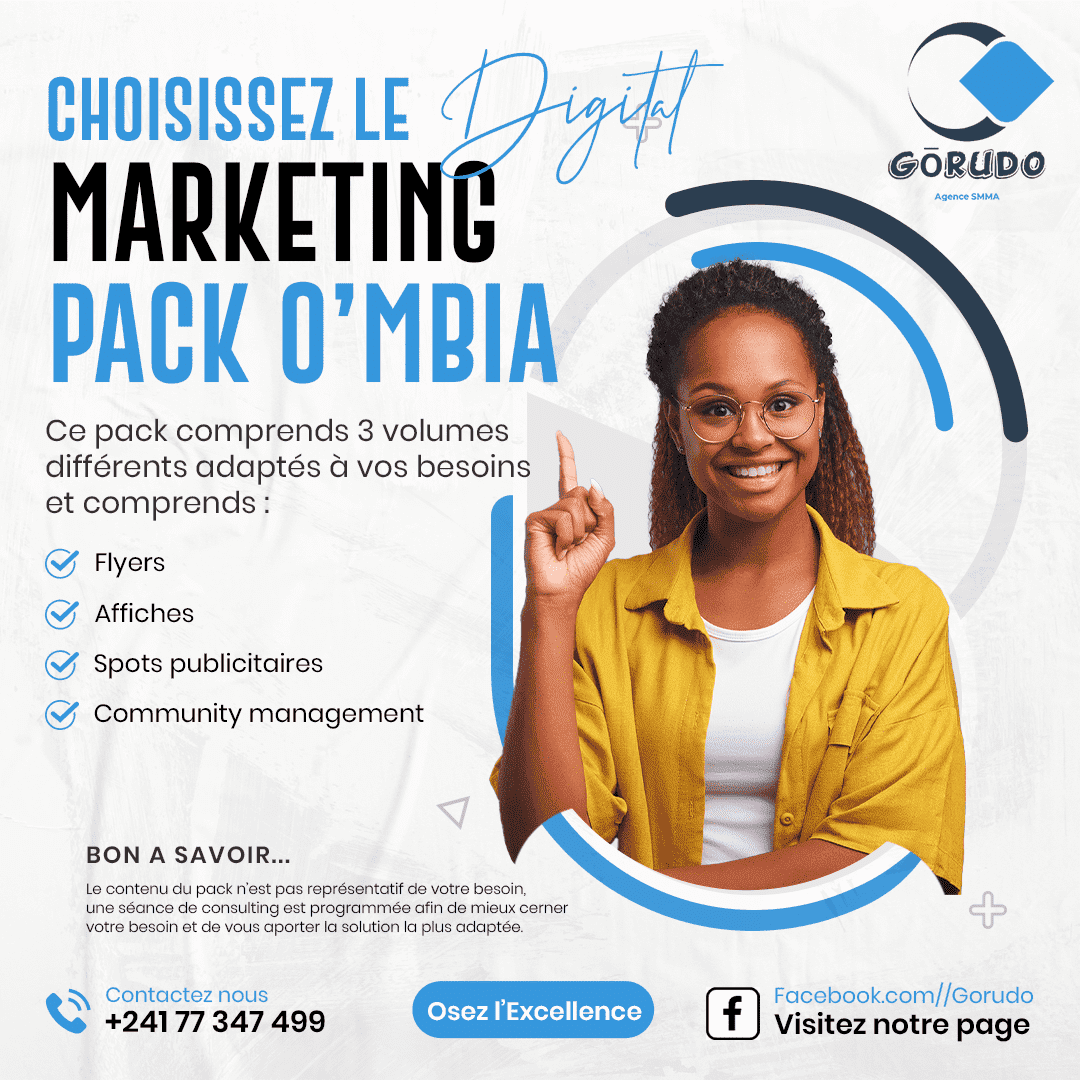 CHOISISSEZ LE Digital
MARKETING
PACK O'MBIA
GŌRUDO
Agence SMMA
Ce pack comprends 3 volumes
différents adaptés à vos besoins
et comprends :
Flyers
Affiches
Spots publicitaires
Community management
BON A SAVOIR...
Le contenu du pack n'est pas représentatif de votre besoin,
une séance de consulting est programmée afin de mieux cerner
votre besoin et de vous aporter la solution la plus adaptée.
Contactez nous
+241 77 347 499
Osez l'Excellence
Facebook.com//Gorudo
Visitez notre page